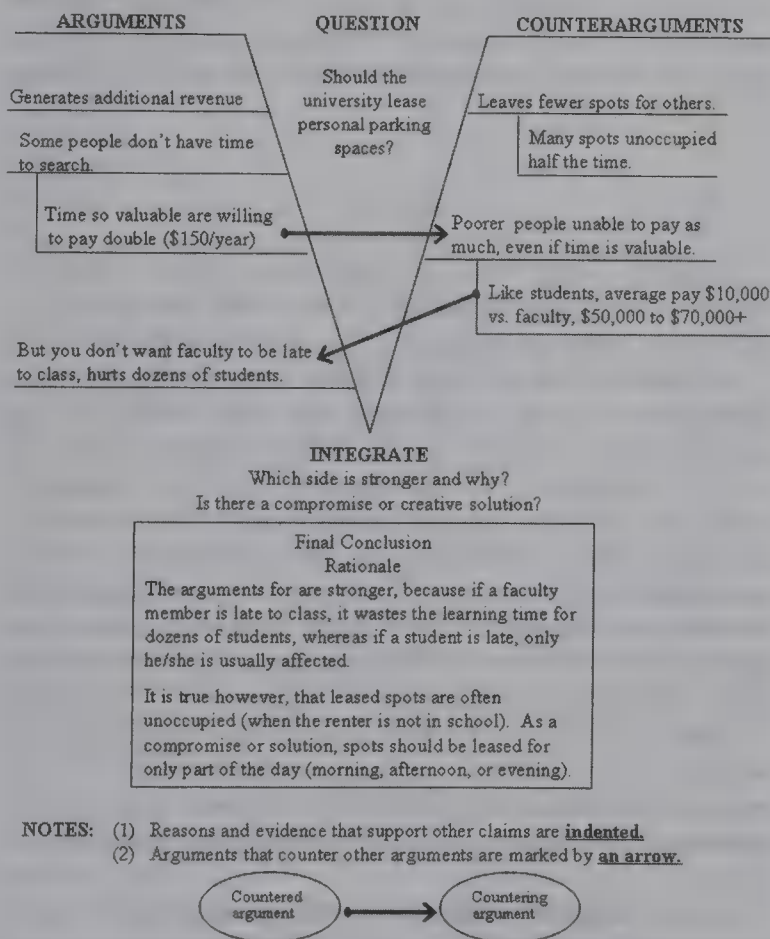 ARGUMENTS
QUESTION
COUNTERARGUMENTS
Should the
university lease
personal parking
spaces?
Generates additional revenue
Some people don't have time
to search.
Time so valuable are willing
to pay double ($150/year)
But you don't want faculty to be late
to class, hurts dozens of students.
Leaves fewer spots for others.
Many spots unoccupied
half the time.
Poorer people unable to pay as
much, even if time is valuable.
Like students, average pay $10,000
vs. faculty, $50,000 to $70,000+
INTEGRATE
Which side is stronger and why?
Is there a compromise or creative solution?
Final Conclusion
Rationale
The arguments for are stronger, because if a faculty
member is late to class, it wastes the learning time for
dozens of students, whereas if a student is late, only
he/she is usually affected.
It is true however, that leased spots are often
unoccupied (when the renter is not in school). As a
compromise or solution, spots should be leased for
only part of the day (morning, afternoon, or evening).
NOTES: (1) Reasons and evidence that support other claims are indented.
(2) Arguments that counter other arguments are marked by an arrow.
Countered
argument
Countering
argument